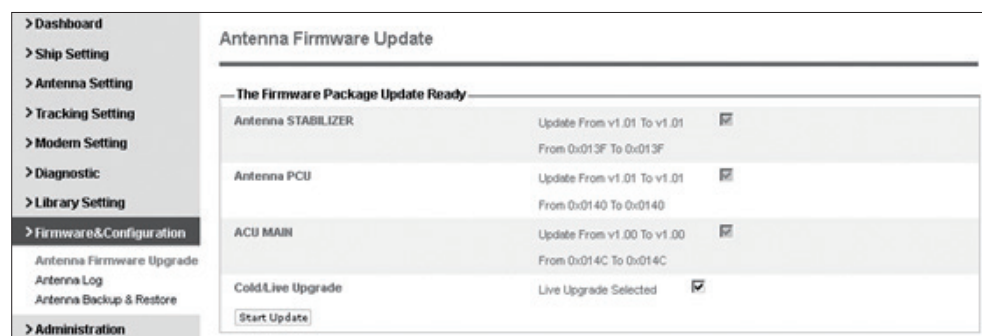 >Dashboard
>Ship Setting
>Antenna Setting
>Tracking Setting
>Modem Setting
>Diagnostic
>Library Setting
>Firmware&Configuration
Antenna Firmware Upgrade
Antenna Log
Antenna Backup & Restore
>Administration
Antenna Firmware Update
The Firmware Package Update Ready
Antenna STABILIZER
Update From v1.01 To v1.01
From 0x013F To 0x013F
Antenna PCU
Update From v1.01 To v1.01
From 0x0140 To 0x0140
ACU MAIN
Update From v1.00 To v1.00
From 0x014C To 0x014C
Cold/Live Upgrade
Live Upgrade Selected
Start Update